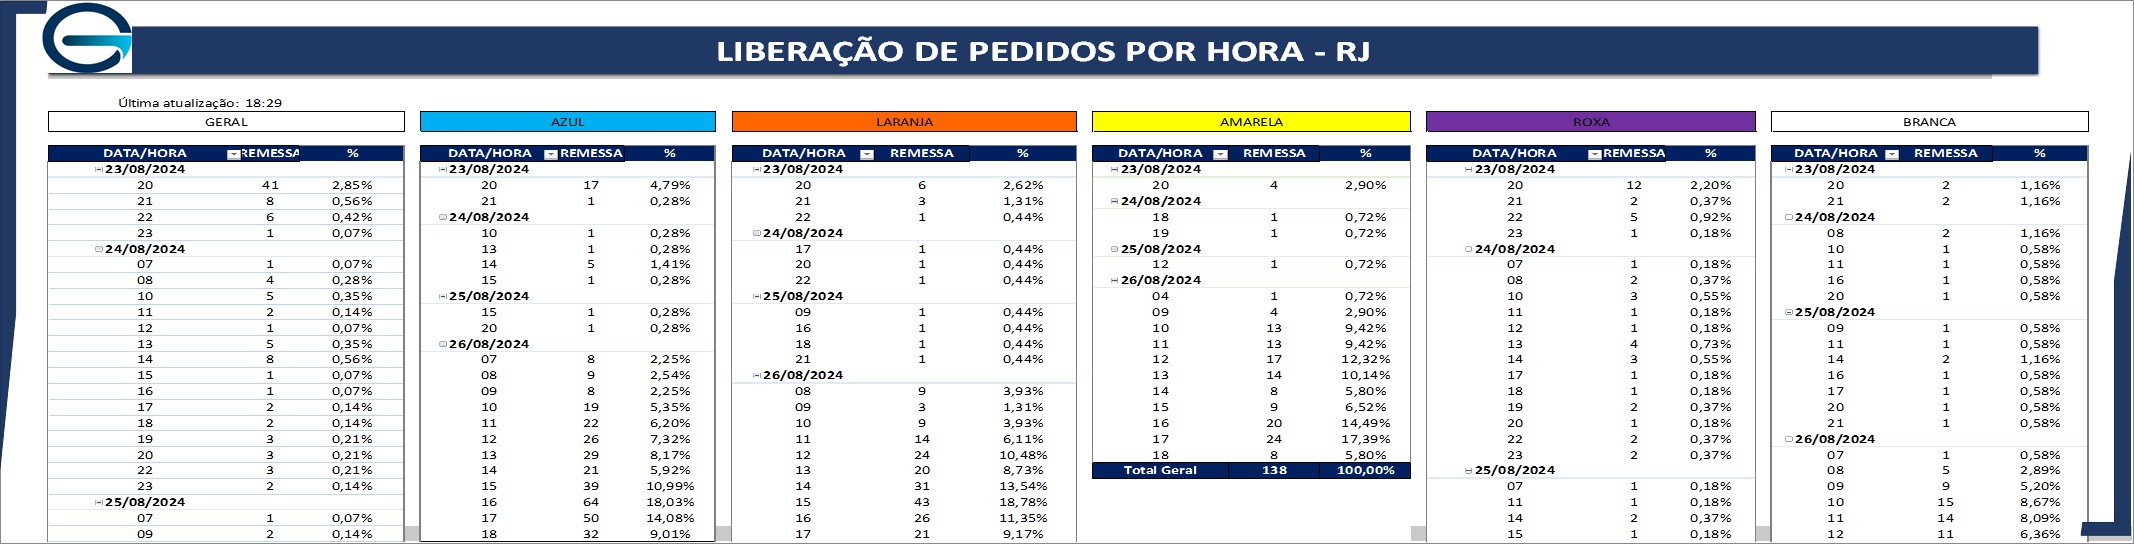 LIBERAÇÃO DE PEDIDOS POR HORA - RJ
Última atualização: 18:29
GERAL
DATA/HORA REMESSA %
23/08/2024
20 41 2,85%
21 8 0,56%
22 6 0,42%
23 1 0,07%
24/08/2024
07 1 0,07%
08 4 0,28%
10 5 0,35%
11 2 0,14%
12 1 0,07%
13 5 0,35%
14 8 0,56%
15 1 0,07%
16 1 0,07%
17 2 0,14%
18 2 0,14%
19 3 0,21%
20 3 0,21%
22 3 0,21%
23 2 0,14%
25/08/2024
07 1 0,07%
09 2 0,14%
AZUL
DATA/HORA REMESSA %
23/08/2024
20 17 4,79%
21 1 0,28%
24/08/2024
10 1 0,28%
13 1 0,28%
14 5 1,41%
15 1 0,28%
25/08/2024
15 1 0,28%
20 1 0,28%
26/08/2024
07 8 2,25%
08 9 2,54%
09 8 2,25%
10 19 5,35%
11 22 6,20%
12 26 7,32%
13 29 8,17%
14 21 5,92%
15 39 10,99%
16 64 18,03%
17 50 14,08%
18 32 9,01%
LARANJA
DATA/HORA REMESSA %
23/08/2024
20 6 2,62%
21 3 1,31%
22 1 0,44%
24/08/2024
17 1 0,44%
20 1 0,44%
22 1 0,44%
25/08/2024
09 1 0,44%
16 1 0,44%
18 1 0,44%
21 1 0,44%
26/08/2024
08 9 3,93%
09 3 1,31%
10 9 3,93%
11 14 6,11%
12 24 10,48%
13 20 8,73%
14 31 13,54%
15 43 18,78%
16 26 11,35%
17 21 9,17%
AMARELA
DATA/HORA REMESSA %
23/08/2024
20 4 2,90%
24/08/2024
18 1 0,72%
19 1 0,72%
25/08/2024
12 1 0,72%
26/08/2024
04 1 0,72%
09 4 2,90%
10 13 9,42%
11 13 9,42%
12 17 12,32%
13 14 10,14%
14 8 5,80%
15 9 6,52%
16 20 14,49%
17 24 17,39%
18 8 5,80%
Total Geral 138 100,00%
ROXA
DATA/HORA REMESSA %
23/08/2024
20 12 2,20%
21 2 0,37%
22 5 0,92%
23 1 0,18%
24/08/2024
07 1 0,18%
08 2 0,37%
10 3 0,55%
11 1 0,18%
12 1 0,18%
13 4 0,73%
14 3 0,55%
17 1 0,18%
18 1 0,18%
19 2 0,37%
20 1 0,18%
22 2 0,37%
23 2 0,37%
25/08/2024
07 1 0,18%
11 1 0,18%
14 2 0,37%
15 1 0,18%
BRANCA
DATA/HORA REMESSA %
23/08/2024
20 2 1,16%
21 2 1,16%
24/08/2024
08 2 1,16%
10 1 0,58%
11 1 0,58%
16 1 0,58%
20 1 0,58%
25/08/2024
09 1 0,58%
11 1 0,58%
14 2 1,16%
16 1 0,58%
17 1 0,58%
20 1 0,58%
21 1 0,58%
26/08/2024
07 1 0,58%
08 5 2,89%
09 9 5,20%
10 15 8,67%
11 14 8,09%
12 11 6,36%